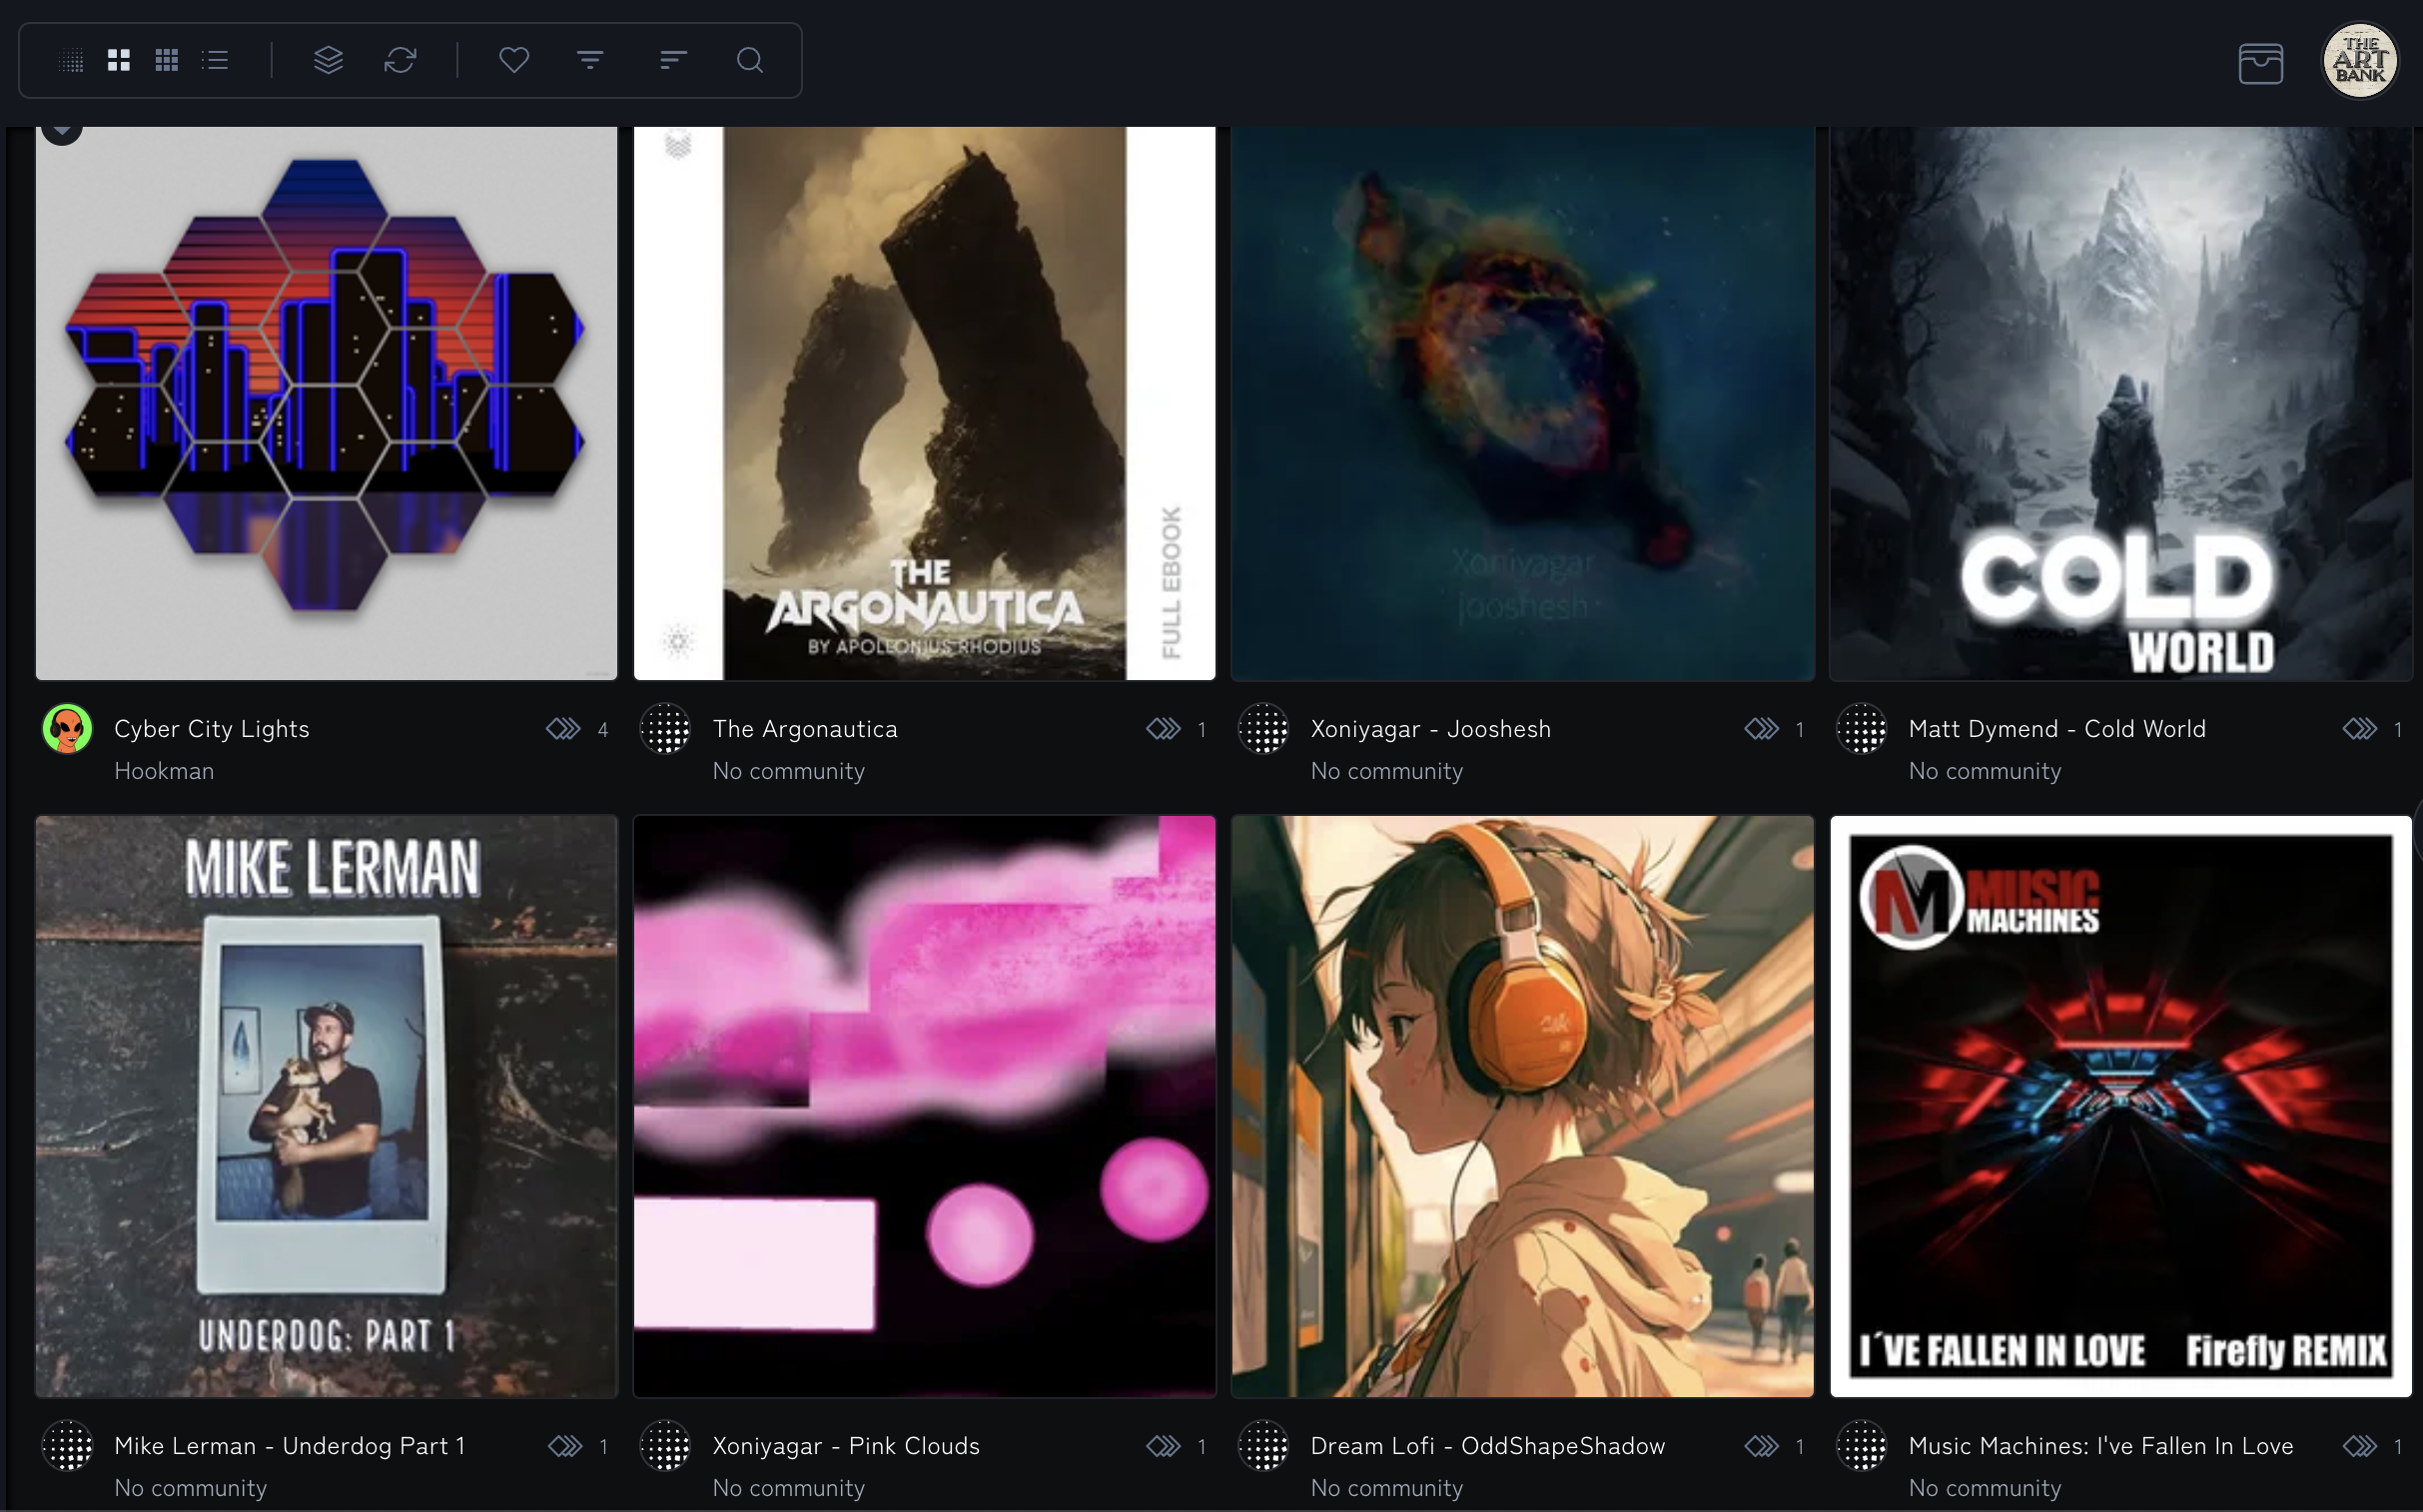 THE
ART
BANK
THE
ARGONAUTICA
BY APOLLONIUS RHODIUS
FULL EBOOK
Xoniyagar
jooshesh
COLD
WORLD
Cyber City Lights
4
Hookman
The Argonautica
1
No community
Xoniyagar - Jooshesh
1
No community
Matt Dymend - Cold World
1
No community
MIKE LERMAN
UNDERDOG: PART 1
M MUSIC
MACHINES
I´VE FALLEN IN LOVE Firefly REMIX
Mike Lerman - Underdog Part 1
1
No community
Xoniyagar - Pink Clouds
1
No community
Dream Lofi - OddShapeShadow
1
No community
Music Machines: I've Fallen In Love
1
No community